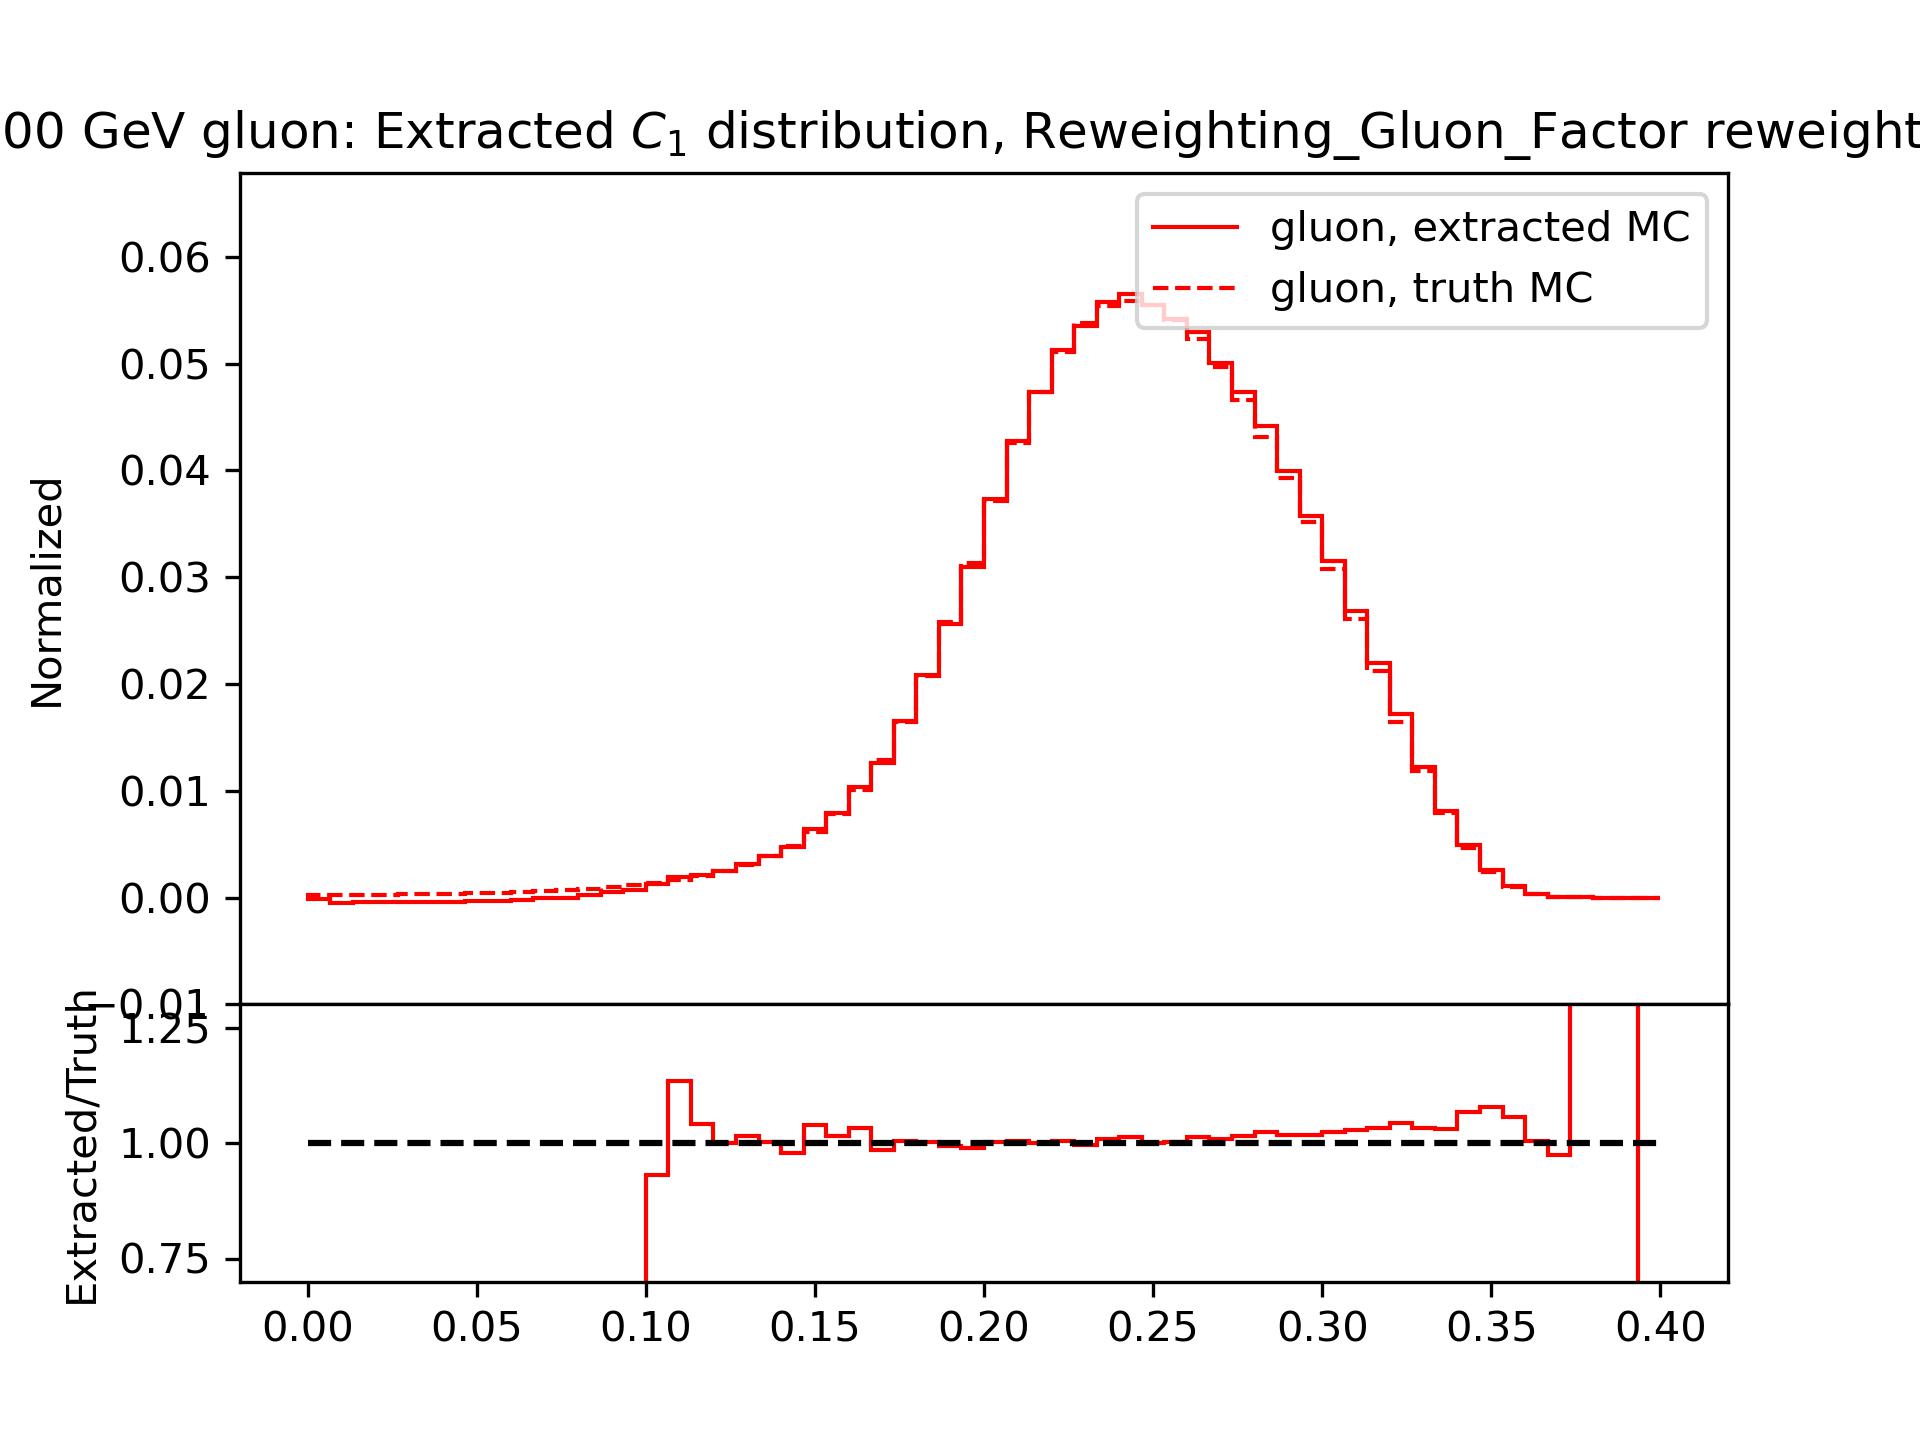 00 GeV gluon: Extracted C1 distribution, Reweighting_Gluon_Factor reweight
gluon, extracted MC
gluon, truth MC
Normalized
0.06
0.05
0.04
0.03
0.02
0.01
0.00
−0.01
Extracted/Truth
1.25
1.00
0.75
0.00 0.05 0.10 0.15 0.20 0.25 0.30 0.35 0.40